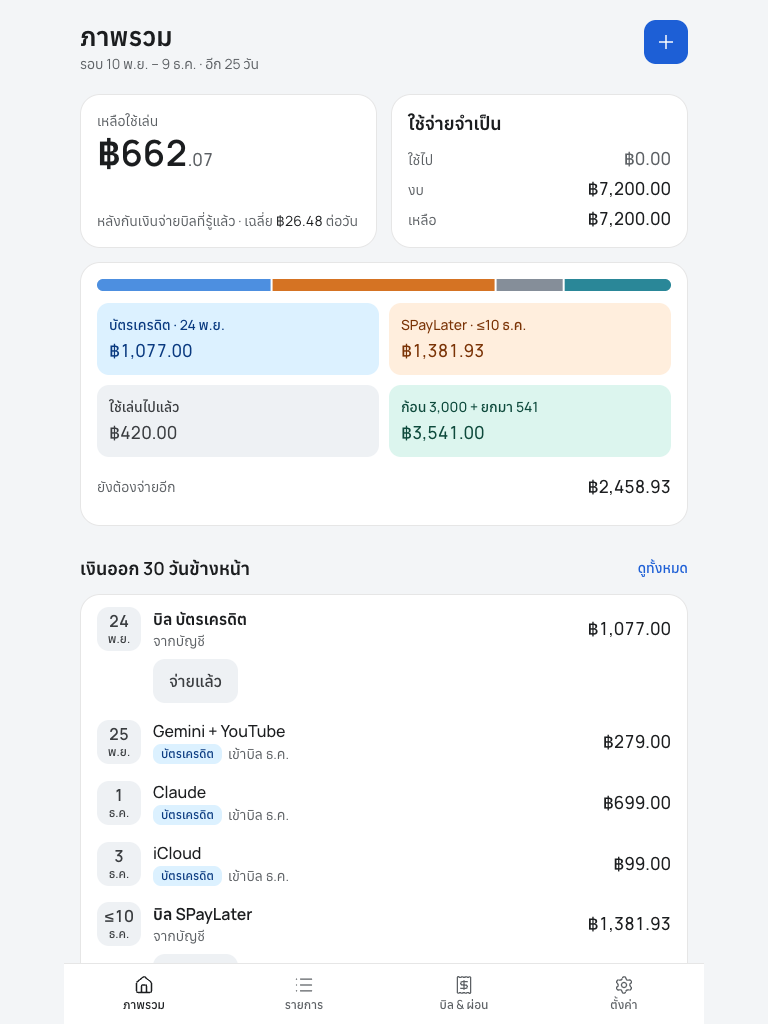 ภาพรวม
รอบ 10 พ.ย. – 9 ธ.ค. · อีก 25 วัน
เหลือใช้เล่น
฿662.07
หลังกันเงินจ่ายบิลที่รู้แล้ว · เฉลี่ย ฿26.48 ต่อวัน
ใช้จ่ายจำเป็น
ใช้ไป ฿0.00
งบ ฿7,200.00
เหลือ ฿7,200.00
บัตรเครดิต · 24 พ.ย.
฿1,077.00
SPayLater · ≤10 ธ.ค.
฿1,381.93
ใช้เล่นไปแล้ว
฿420.00
ก้อน 3,000 + ยกมา 541
฿3,541.00
ยังต้องจ่ายอีก ฿2,458.93
เงินออก 30 วันข้างหน้า ดูทั้งหมด
24 พ.ย.
บิล บัตรเครดิต ฿1,077.00
จากบัญชี
จ่ายแล้ว
25 พ.ย.
Gemini + YouTube ฿279.00
บัตรเครดิต เข้าบิล ธ.ค.
1 ธ.ค.
Claude ฿699.00
บัตรเครดิต เข้าบิล ธ.ค.
3 ธ.ค.
iCloud ฿99.00
บัตรเครดิต เข้าบิล ธ.ค.
≤10 ธ.ค.
บิล SPayLater ฿1,381.93
จากบัญชี
ภาพรวม รายการ บิล & ผ่อน ตั้งค่า